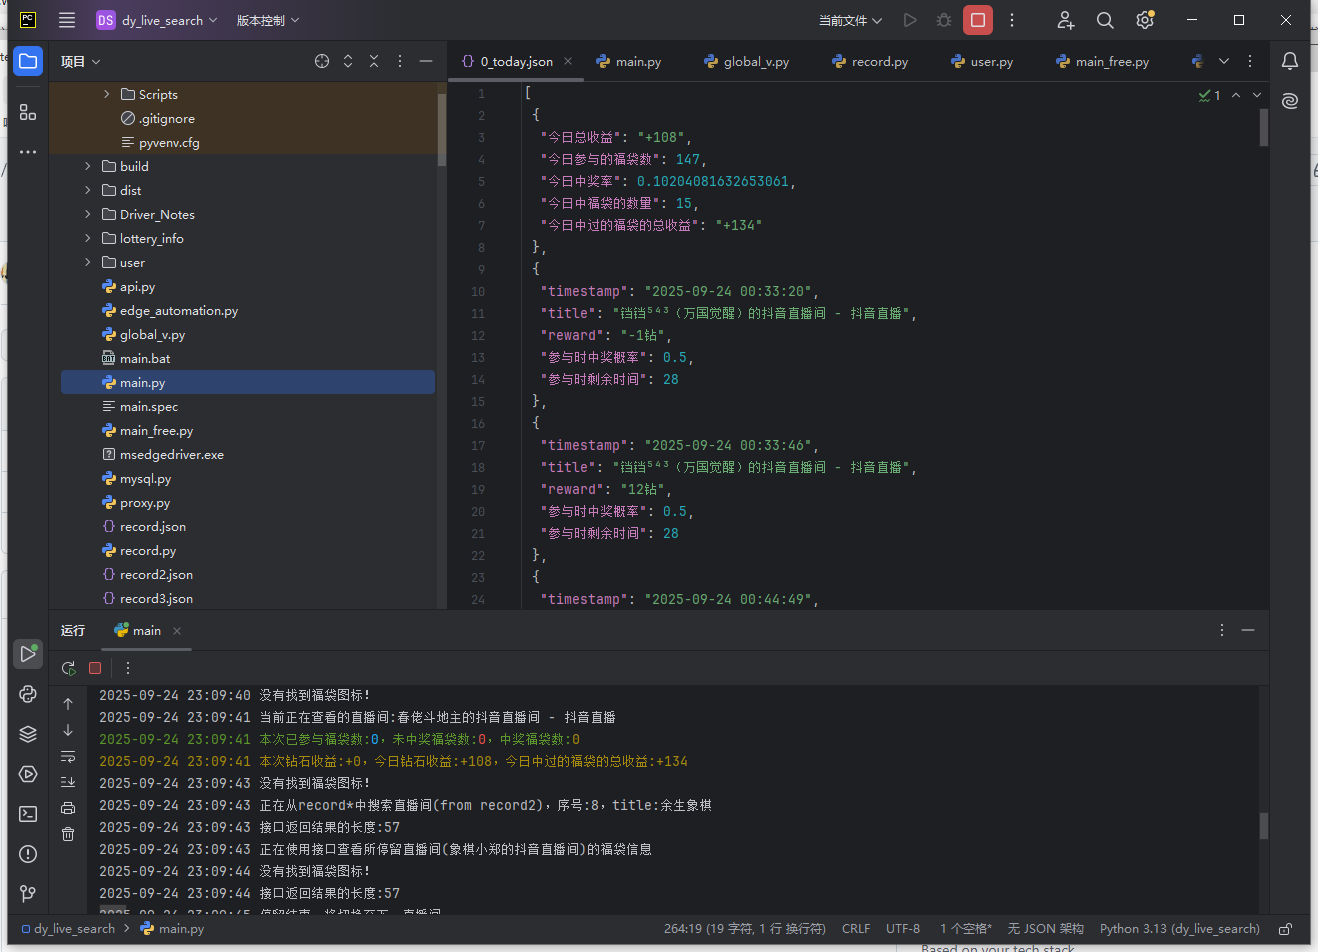 DS dy_live_search 版本控制 当前文件
项目
0_today.json main.py global_v.py record.py user.py main_free.py
Scripts
.gitignore
pyvenv.cfg
build
dist
Driver_Notes
lottery_info
user
api.py
edge_automation.py
global_v.py
main.bat
main.py
main.spec
main_free.py
msedgedriver.exe
mysql.py
proxy.py
record.json
record.py
record2.json
record3.json
1
1 [
2 {
3 "今日总收益": "+108",
4 "今日参与的福袋数": 147,
5 "今日中奖率": 0.10204081632653061,
6 "今日中福袋的数量": 15,
7 "今日中过的福袋的总收益": "+134"
8 },
9 {
10 "timestamp": "2025-09-24 00:33:20",
11 "title": "铛铛⁵⁴³（万国觉醒）的抖音直播间 - 抖音直播",
12 "reward": "-1钻",
13 "参与时中奖概率": 0.5,
14 "参与时剩余时间": 28
15 },
16 {
17 "timestamp": "2025-09-24 00:33:46",
18 "title": "铛铛⁵⁴³（万国觉醒）的抖音直播间 - 抖音直播",
19 "reward": "12钻",
20 "参与时中奖概率": 0.5,
21 "参与时剩余时间": 28
22 },
23 {
24 "timestamp": "2025-09-24 00:44:49",
运行 main
2025-09-24 23:09:40 没有找到福袋图标!
2025-09-24 23:09:41 当前正在查看的直播间:春佬斗地主的抖音直播间 - 抖音直播
2025-09-24 23:09:41 本次已参与福袋数:0，未中奖福袋数:0，中奖福袋数:0
2025-09-24 23:09:41 本次钻石收益:+0，今日钻石收益:+108，今日中过的福袋的总收益:+134
2025-09-24 23:09:43 没有找到福袋图标!
2025-09-24 23:09:43 正在从record*中搜索直播间(from record2)，序号:8，title:余生象棋
2025-09-24 23:09:43 接口返回结果的长度:57
2025-09-24 23:09:43 正在使用接口查看所停留直播间(象棋小郑的抖音直播间)的福袋信息
2025-09-24 23:09:44 没有找到福袋图标!
2025-09-24 23:09:44 接口返回结果的长度:57
dy_live_search main.py 264:19 (19 字符, 1 行 换行符) CRLF UTF-8 1 个空格* 无 JSON 架构 Python 3.13 (dy_live_search)
Based on your tech stack